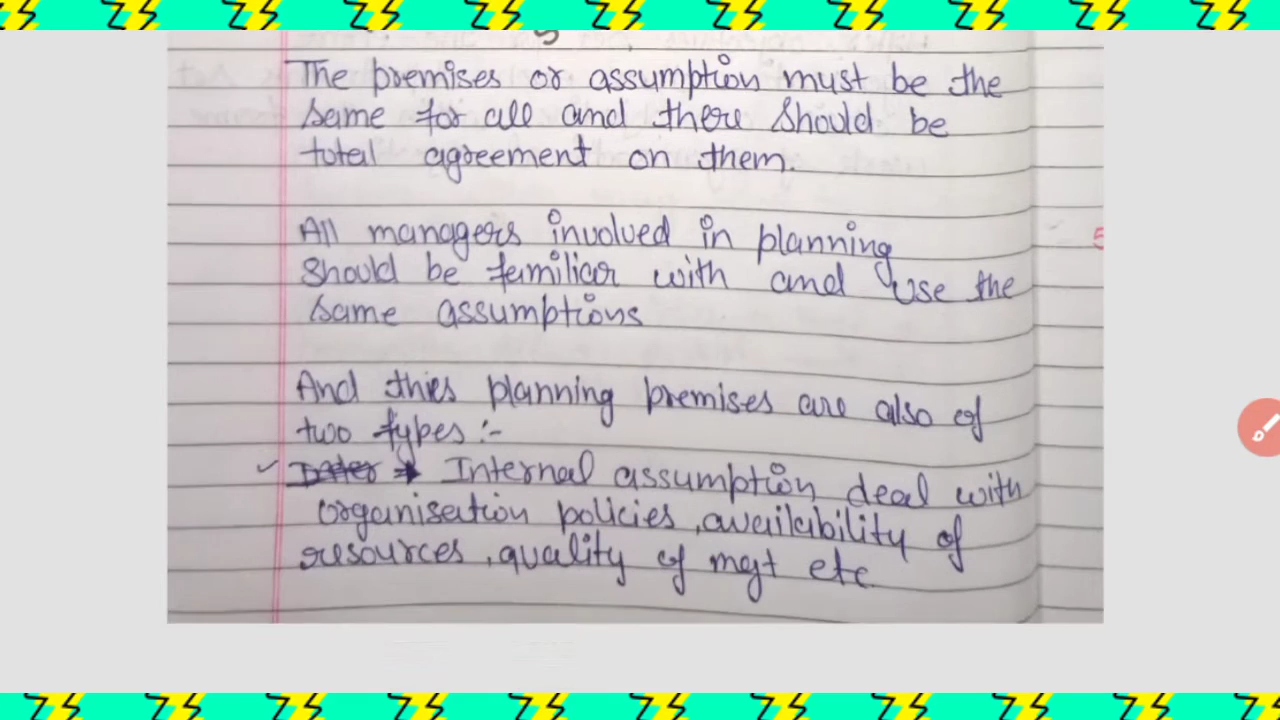 The premises or assumption must be the
same for all and there should be
total agreement on them.
All managers involved in planning
should be familiar with and use the
same assumptions
And this planning premises are also of
two types :-
Internal assumption deal with
organisation policies, availability of
resources, quality of mgt etc